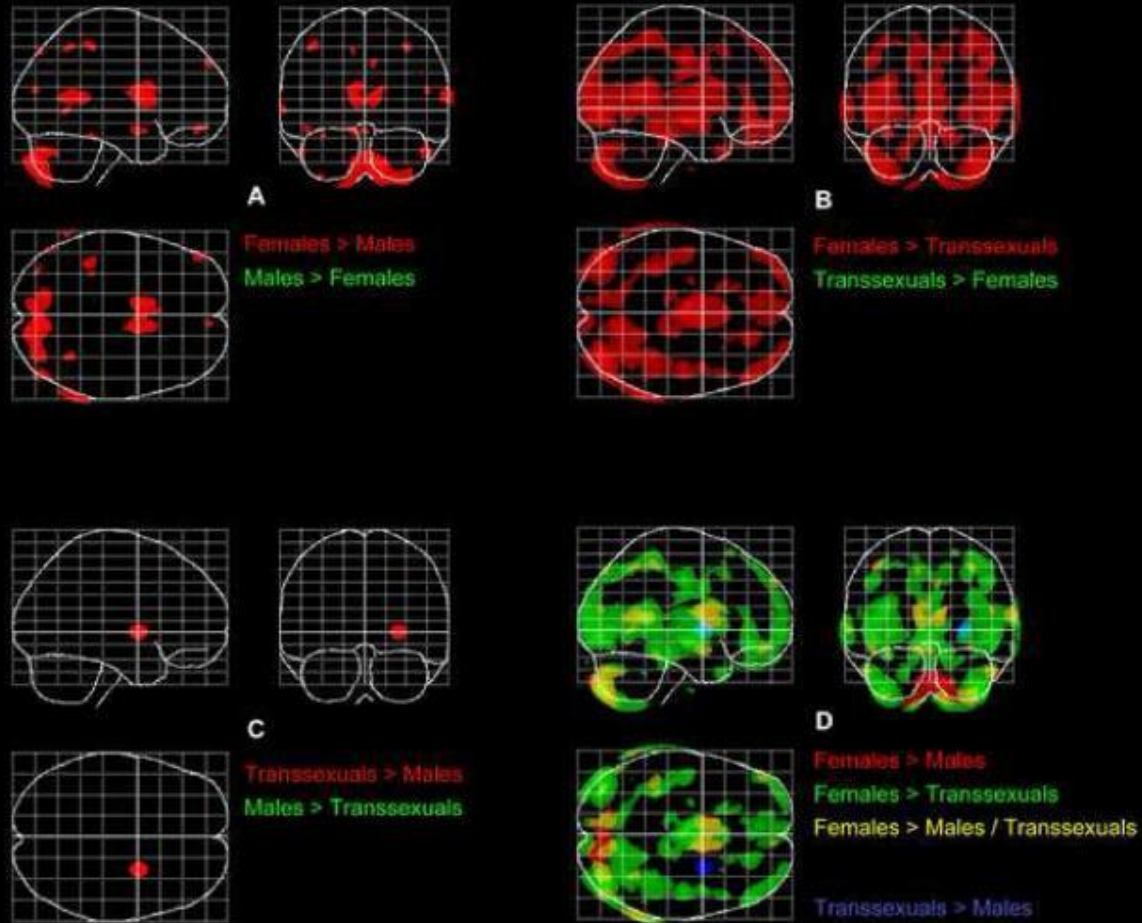 A
Females > Males
Males > Females
B
Females > Transsexuals
Transsexuals > Females
C
Transsexuals > Males
Males > Transsexuals
D
Females > Males
Females > Transsexuals
Females > Males / Transsexuals
Transsexuals > Males